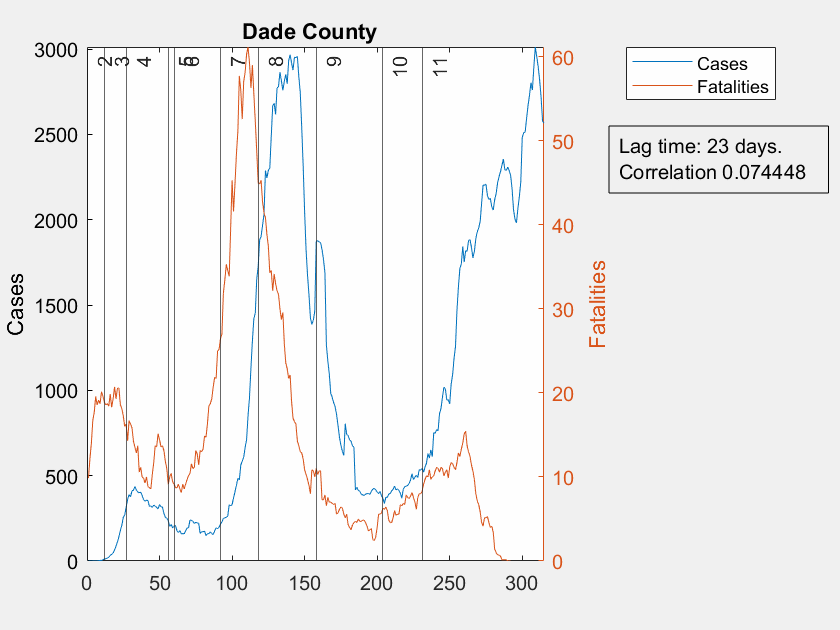 Dade County
Cases
Fatalities
Lag time: 23 days.
Correlation 0.074448
2 3 4 5 6 7 8 9 10 11
3000
2500
2000
1500
1000
500
0
Cases
60
50
40
30
20
10
0
Fatalities
0 50 100 150 200 250 300